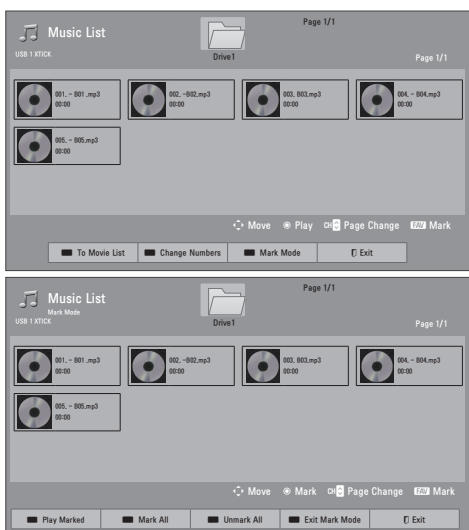 Music List
Page 1/1
USB 1 XTICK
Drive1
Page 1/1
001. - B01 .mp3
00:00
002. -B02.mp3
00:00
003. B03.mp3
00:00
004. - B04.mp3
00:00
005. - B05.mp3
00:00
Move
Play
CH Page Change
FAV Mark
To Movie List
Change Numbers
Mark Mode
Exit
Music List
Page 1/1
Mark Mode
USB 1 XTICK
Drive1
Page 1/1
001. - B01 .mp3
00:00
002. -B02.mp3
00:00
003. B03.mp3
00:00
004. - B04.mp3
00:00
005. - B05.mp3
00:00
Move
Mark
CH Page Change
FAV Mark
Play Marked
Mark All
Unmark All
Exit Mark Mode
Exit